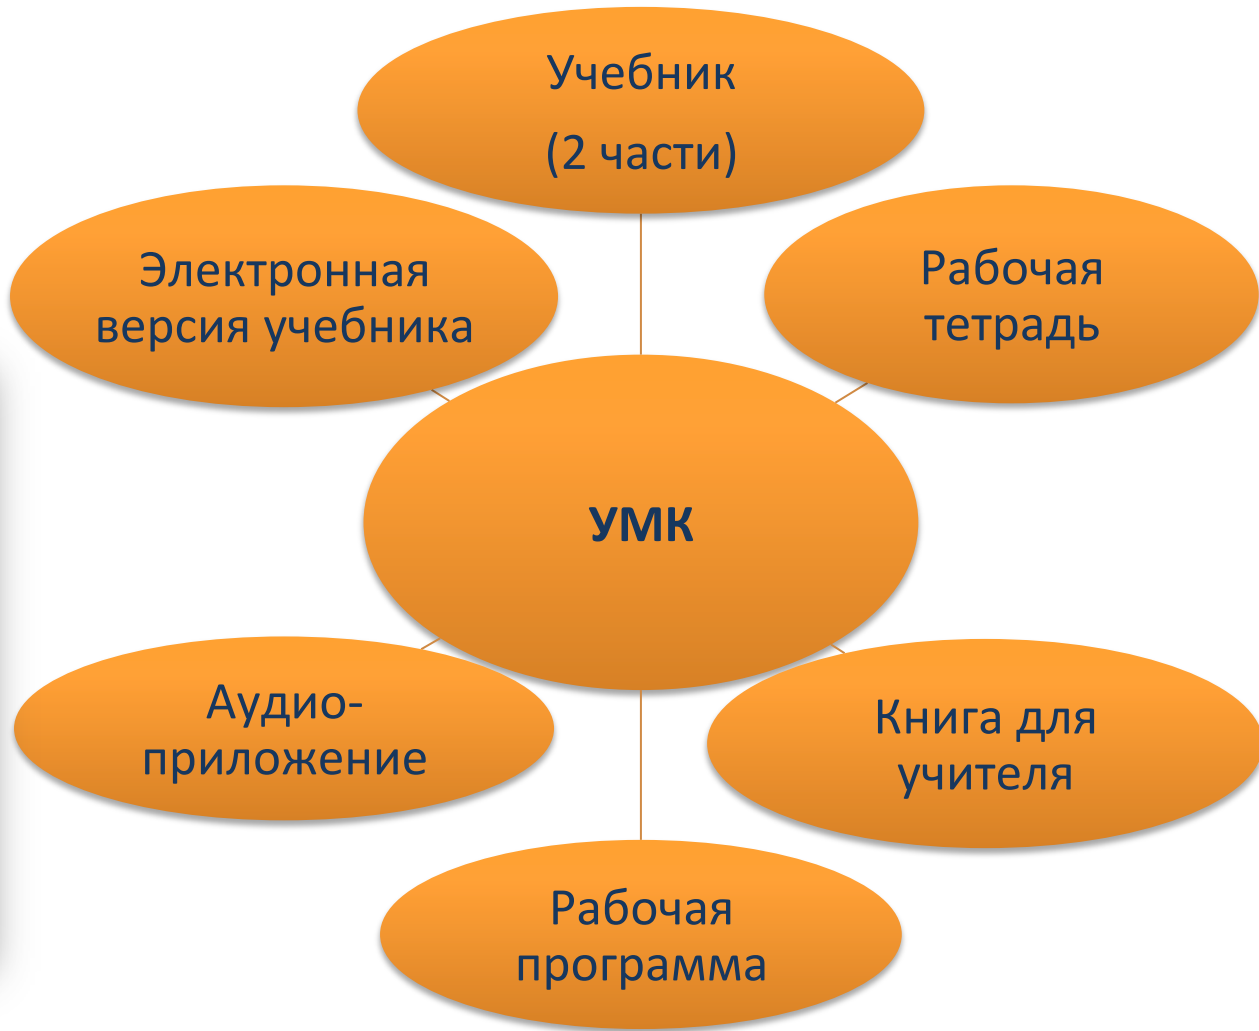 Учебник
(2 части)
Электронная
версия учебника
Рабочая
тетрадь
УМК
Аудио-
приложение
Книга для
учителя
Рабочая
программа